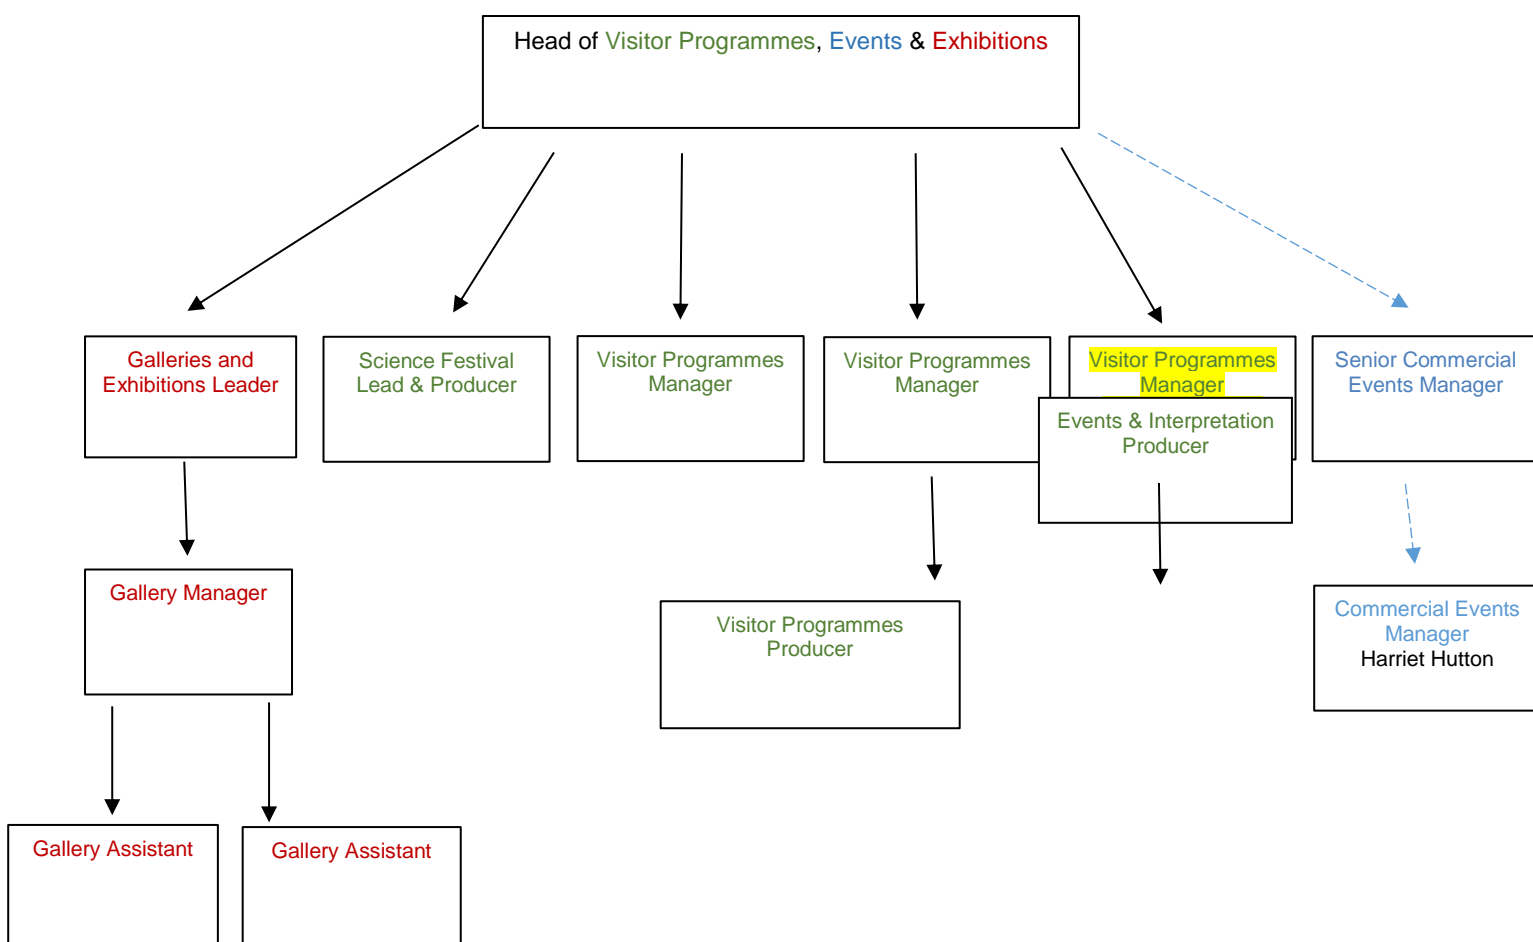 Head of Visitor Programmes, Events & Exhibitions
Galleries and
Exhibitions Leader
Science Festival
Lead & Producer
Visitor Programmes
Manager
Visitor Programmes
Manager
Visitor Programmes
Manager
Senior Commercial
Events Manager
Events & Interpretation
Producer
Gallery Manager
Visitor Programmes
Producer
Commercial Events
Manager
Harriet Hutton
Gallery Assistant
Gallery Assistant